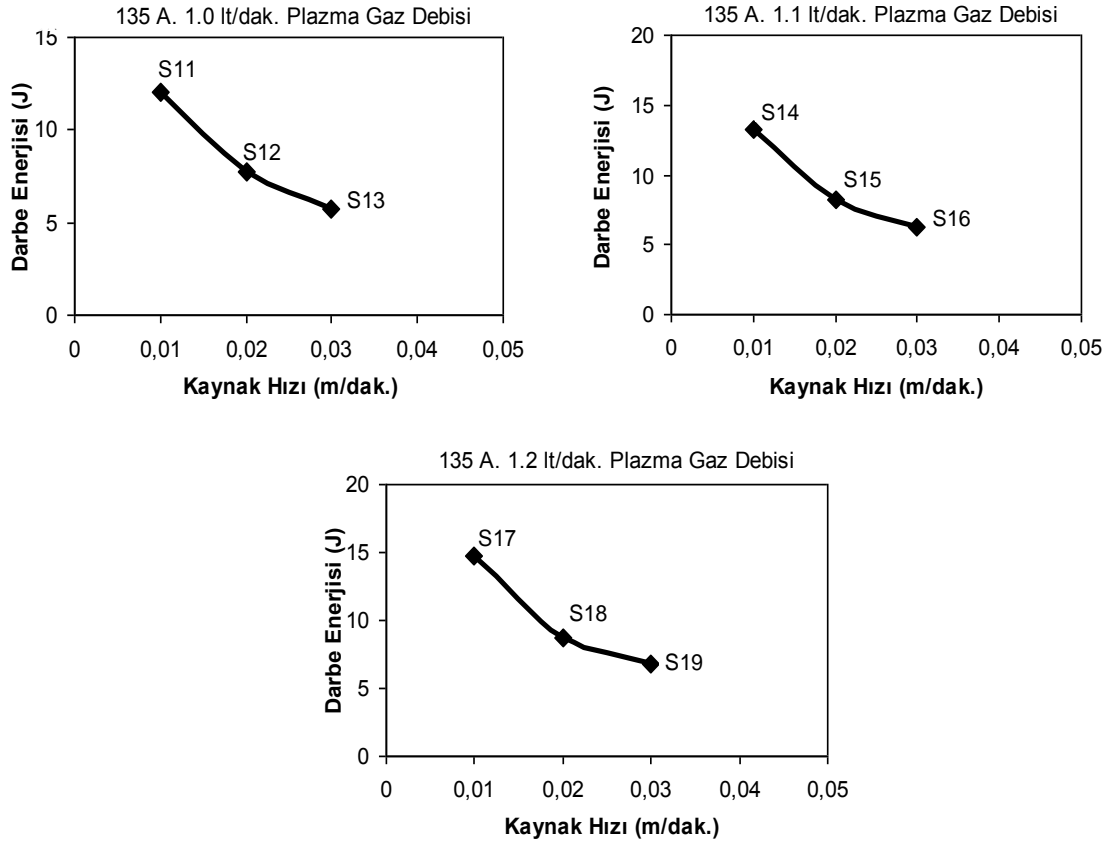 135 A. 1.0 lt/dak. Plazma Gaz Debisi
15
10
5
0
Darbe Enerjisi (J)
S11
S12
S13
0 0,01 0,02 0,03 0,04 0,05
Kaynak Hızı (m/dak.)
135 A. 1.1 lt/dak. Plazma Gaz Debisi
20
15
10
5
0
Darbe Enerjisi (J)
S14
S15
S16
0 0,01 0,02 0,03 0,04 0,05
Kaynak Hızı (m/dak.)
135 A. 1.2 lt/dak. Plazma Gaz Debisi
20
15
10
5
0
Darbe Enerjisi (J)
S17
S18
S19
0 0,01 0,02 0,03 0,04 0,05
Kaynak Hızı (m/dak.)